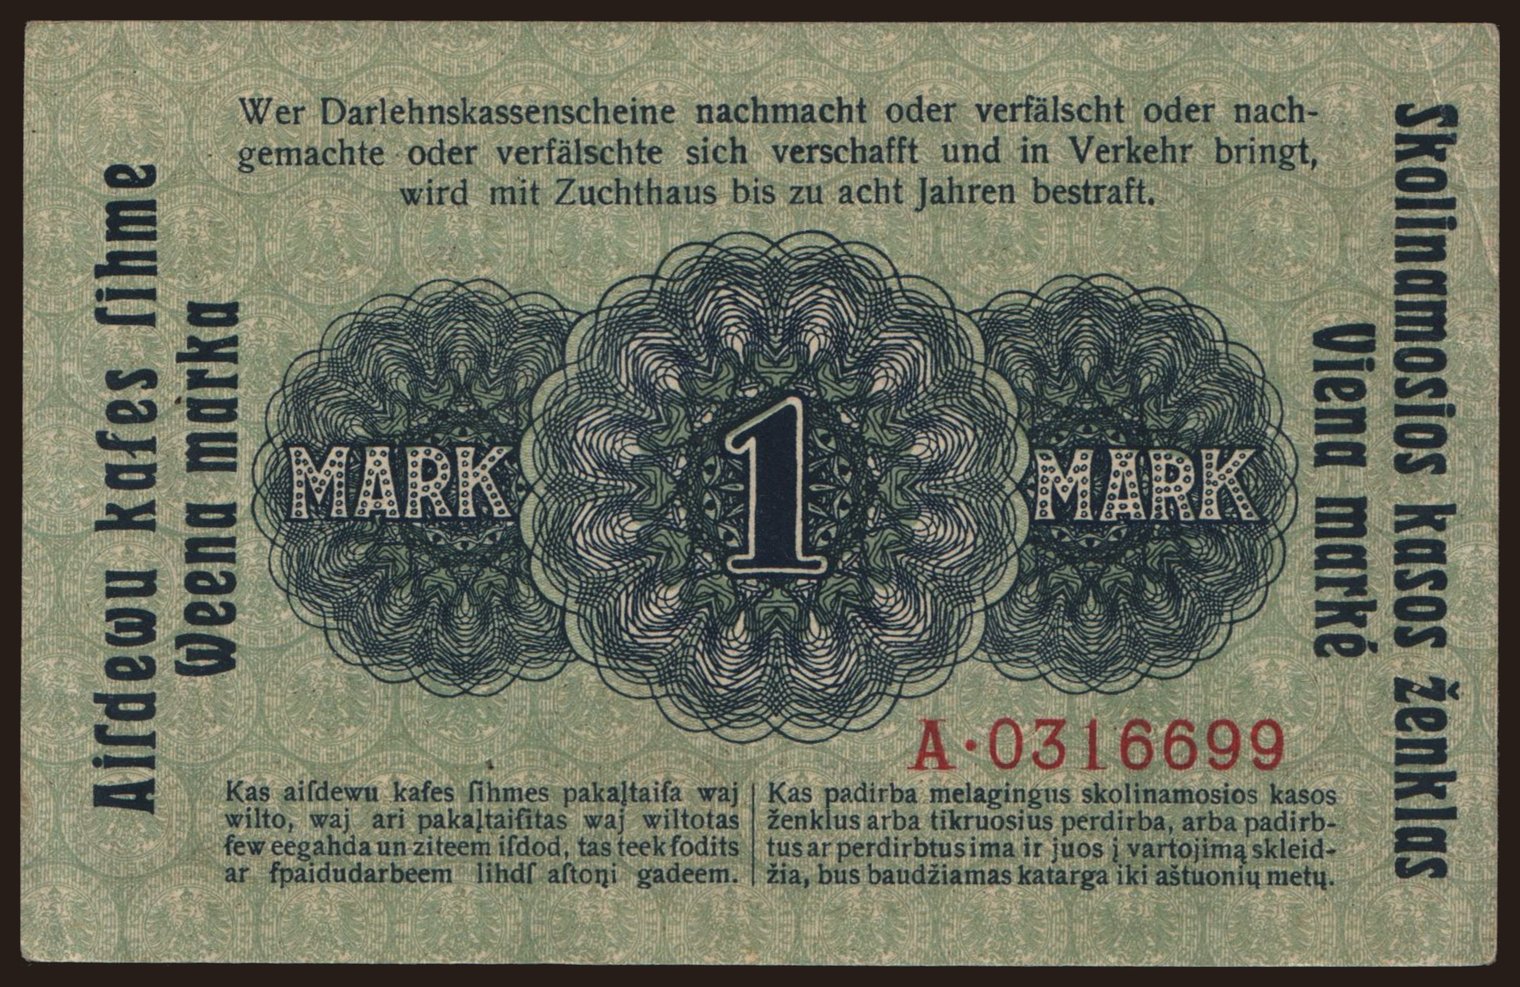 Wer Darlehnskassenscheine nachmacht oder verfälscht oder nach-
gemachte oder verfälschte sich verschafft und in Verkehr bringt,
wird mit Zuchthaus bis zu acht Jahren bestraft.
Aiſdewu kaſes ſihme
Weena marka
MARK
1
MARK
Skolinamosios kasos ženklas
Viena markė
A·0316699
Kas aiſdewu kaſes ſihmes pakaļtaiſa waj
wilto, waj ari pakaļtaiſitas waj wiltotas
ſew eegahda un ziteem iſdod, tas teek ſodits
ar ſpaidudarbeem lihdſ aſtoņi gadeem.
Kas padirba melagingus skolinamosios kasos
ženklus arba tikruosius perdirba, arba padirb-
tus ar perdirbtus ima ir juos į vartojimą skleid-
žia, bus baudžiamas katarga iki aštuonių metų.